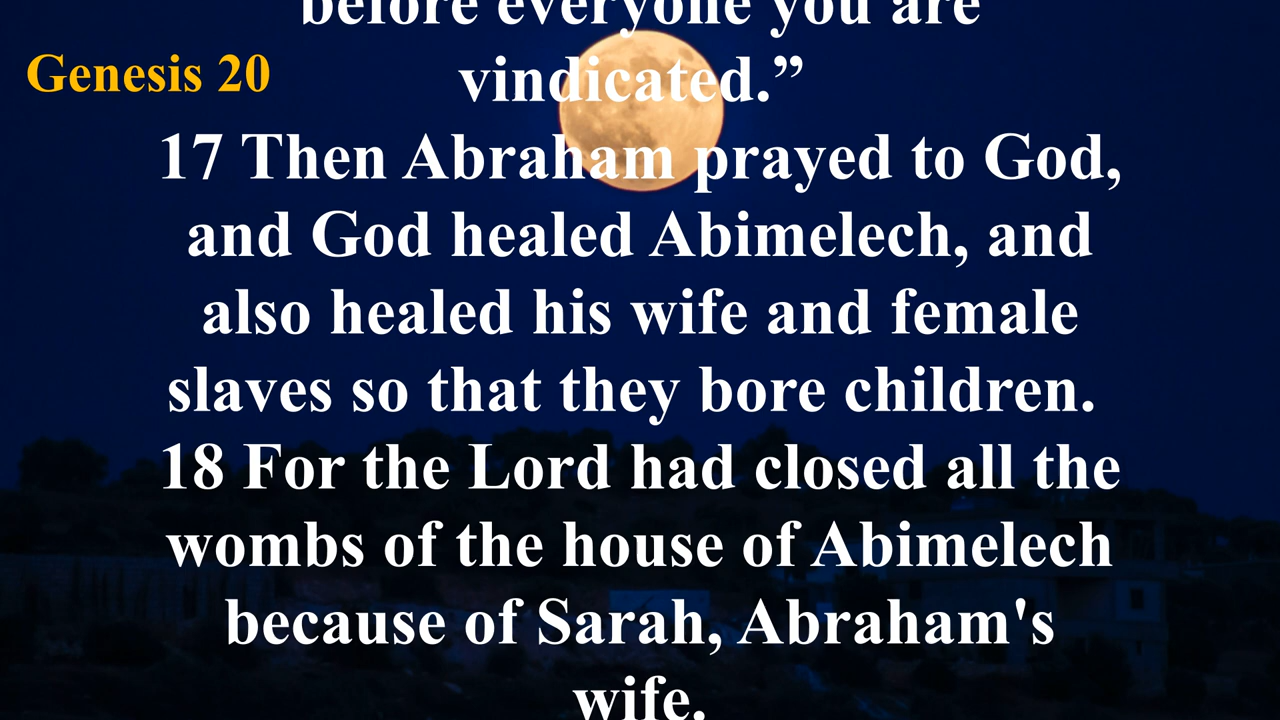 before everyone you are
Genesis 20
vindicated.”
17 Then Abraham prayed to God,
and God healed Abimelech, and
also healed his wife and female
slaves so that they bore children.
18 For the Lord had closed all the
wombs of the house of Abimelech
because of Sarah, Abraham's
wife.